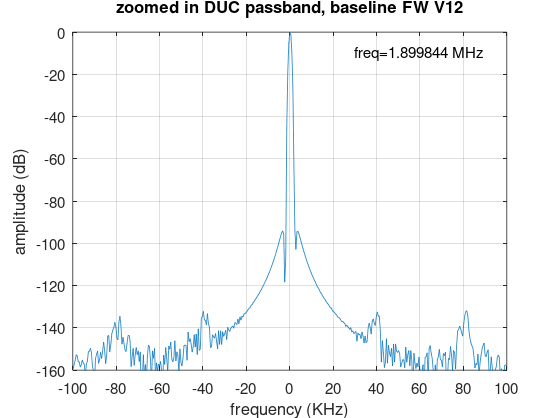 zoomed in DUC passband, baseline FW V12
freq=1.899844 MHz
amplitude (dB)
0
-20
-40
-60
-80
-100
-120
-140
-160
-100 -80 -60 -40 -20 0 20 40 60 80 100
frequency (KHz)